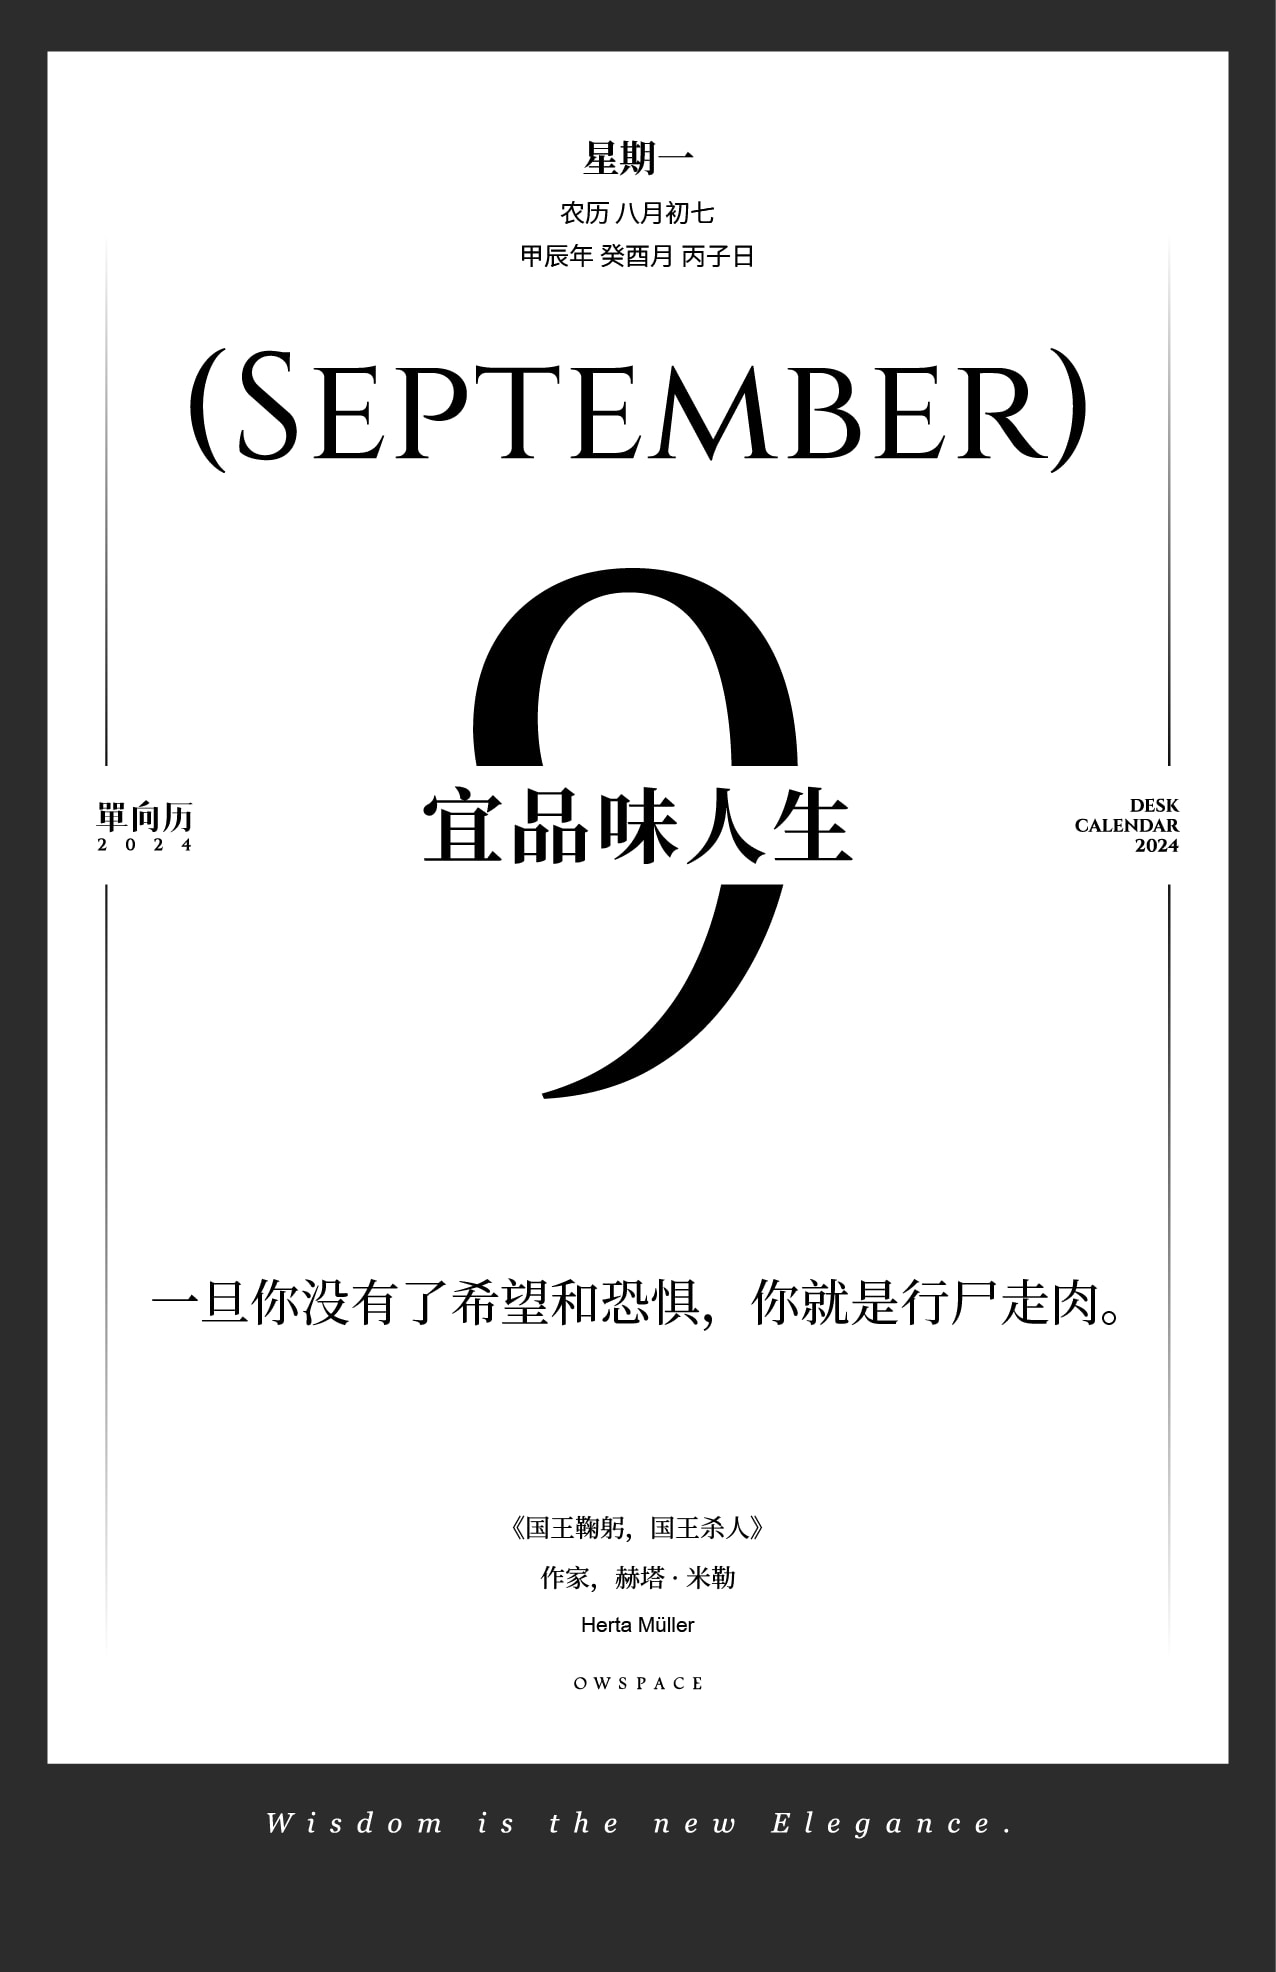 星期一
农历 八月初七
甲辰年 癸酉月 丙子日
(SEPTEMBER)
9
單向历
2024
宜品味人生
DESK
CALENDAR
2024
一旦你没有了希望和恐惧，你就是行尸走肉。
《国王鞠躬，国王杀人》
作家，赫塔·米勒
Herta Müller
OWSPACE
Wisdom is the new Elegance.